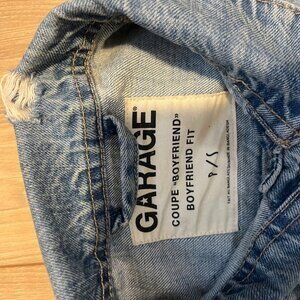 GARAGE®
COUPE «BOYFRIEND»
BOYFRIEND FIT
P/S